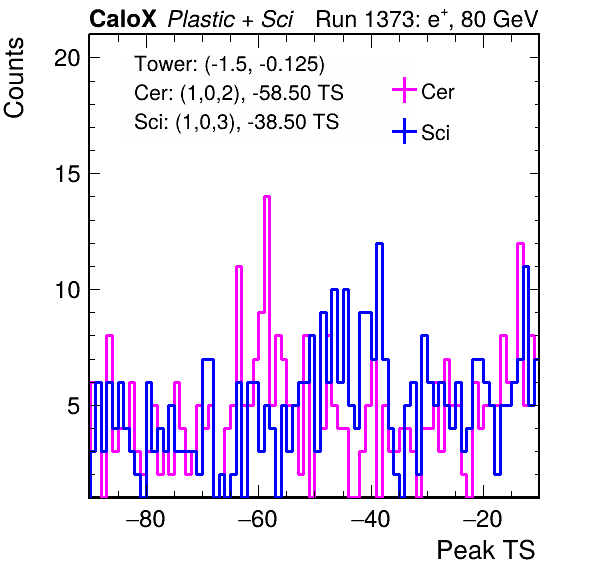 CaloX Plastic + Sci Run 1373: e+, 80 GeV
Counts
Tower: (-1.5, -0.125)
Cer: (1,0,2), -58.50 TS
Sci: (1,0,3), -38.50 TS
Cer
Sci
20
15
10
5
−80 −60 −40 −20
Peak TS